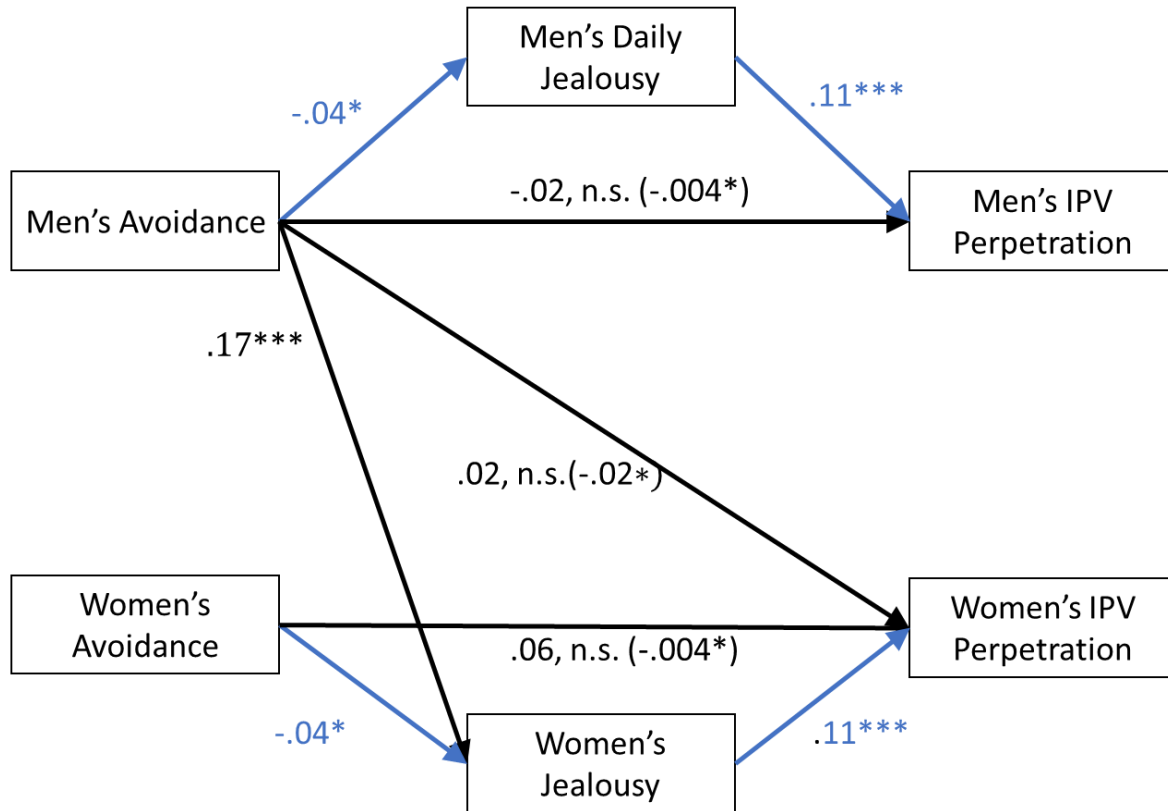 Men's Daily
Jealousy
-.04*
.11***
Men's Avoidance
-.02, n.s. (-.004*)
Men's IPV
Perpetration
.17***
.02, n.s.(-.02*)
Women's
Avoidance
.06, n.s. (-.004*)
Women's IPV
Perpetration
-.04*
Women's
Jealousy
.11***